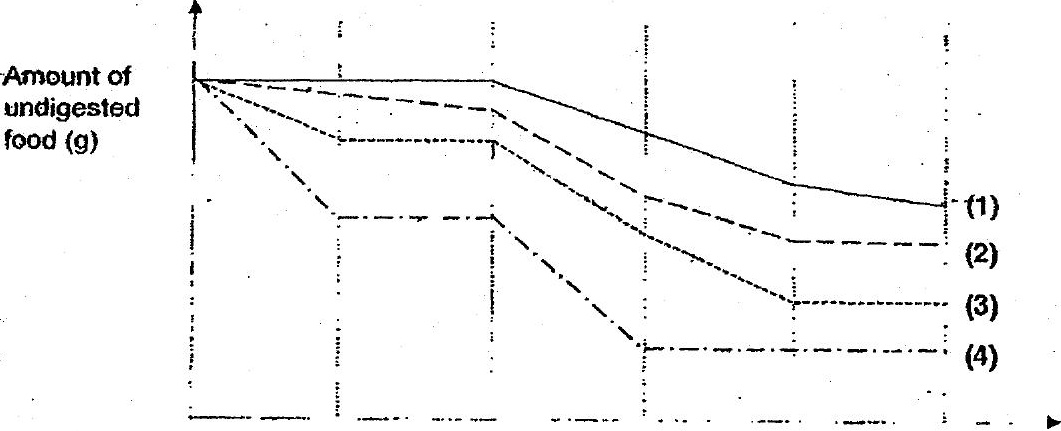 Amount of
undigested
food (g)
(1)
(2)
(3)
(4)